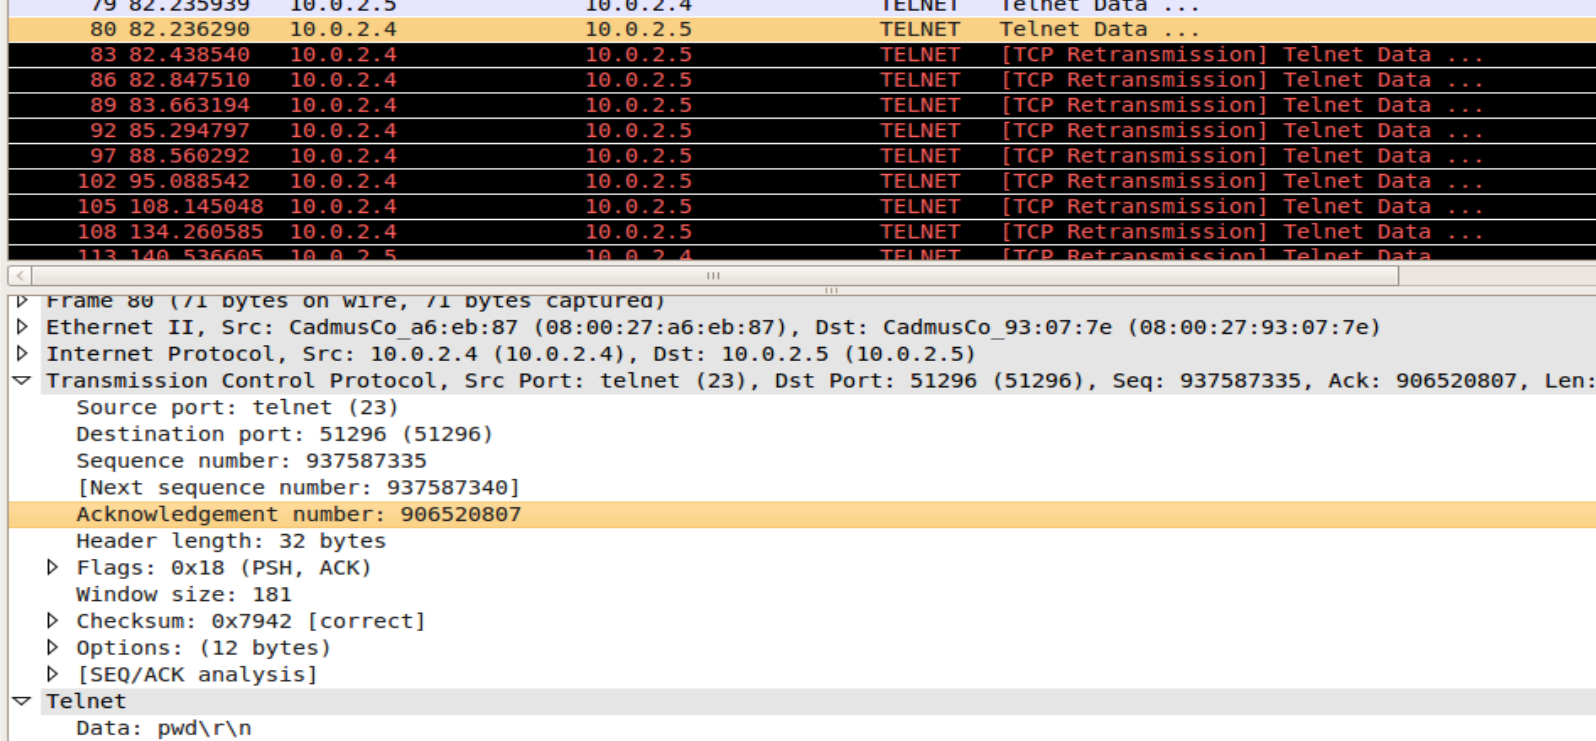 79 82.235939 10.0.2.5 10.0.2.4 TELNET Telnet Data ...
80 82.236290 10.0.2.4 10.0.2.5 TELNET Telnet Data ...
83 82.438540 10.0.2.4 10.0.2.5 TELNET [TCP Retransmission] Telnet Data ...
86 82.847510 10.0.2.4 10.0.2.5 TELNET [TCP Retransmission] Telnet Data ...
89 83.663194 10.0.2.4 10.0.2.5 TELNET [TCP Retransmission] Telnet Data ...
92 85.294797 10.0.2.4 10.0.2.5 TELNET [TCP Retransmission] Telnet Data ...
97 88.560292 10.0.2.4 10.0.2.5 TELNET [TCP Retransmission] Telnet Data ...
102 95.088542 10.0.2.4 10.0.2.5 TELNET [TCP Retransmission] Telnet Data ...
105 108.145048 10.0.2.4 10.0.2.5 TELNET [TCP Retransmission] Telnet Data ...
108 134.260585 10.0.2.4 10.0.2.5 TELNET [TCP Retransmission] Telnet Data ...
113 140.536605 10.0.2.5 10.0.2.4 TELNET [TCP Retransmission] Telnet Data ...
Frame 80 (71 bytes on wire, 71 bytes captured)
Ethernet II, Src: CadmusCo_a6:eb:87 (08:00:27:a6:eb:87), Dst: CadmusCo_93:07:7e (08:00:27:93:07:7e)
Internet Protocol, Src: 10.0.2.4 (10.0.2.4), Dst: 10.0.2.5 (10.0.2.5)
Transmission Control Protocol, Src Port: telnet (23), Dst Port: 51296 (51296), Seq: 937587335, Ack: 906520807, Len:
Source port: telnet (23)
Destination port: 51296 (51296)
Sequence number: 937587335
[Next sequence number: 937587340]
Acknowledgement number: 906520807
Header length: 32 bytes
Flags: 0x18 (PSH, ACK)
Window size: 181
Checksum: 0x7942 [correct]
Options: (12 bytes)
[SEQ/ACK analysis]
Telnet
Data: pwd\r\n